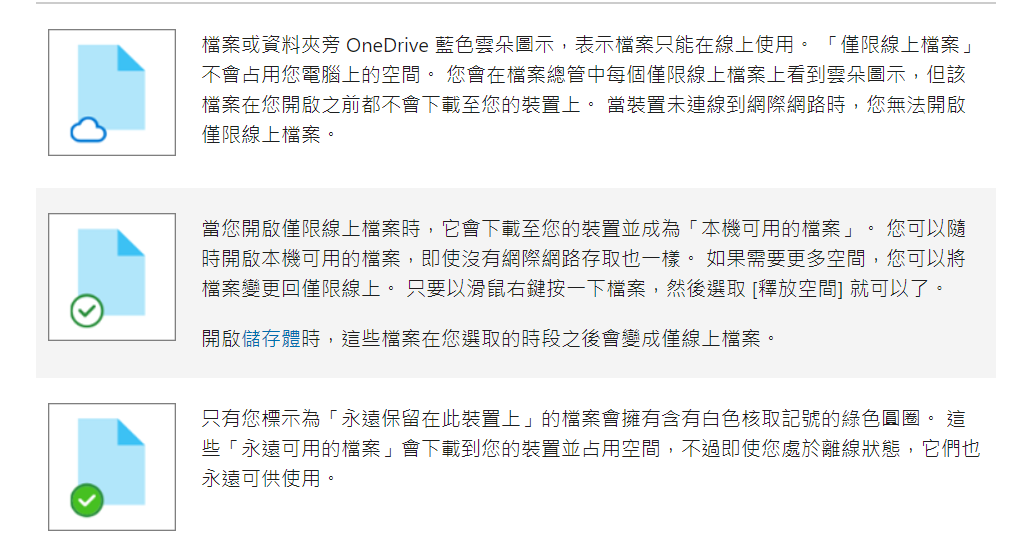 檔案或資料夾旁 OneDrive 藍色雲朵圖示，表示檔案只能在線上使用。 「僅限線上檔案」
不會占用您電腦上的空間。 您會在檔案總管中每個僅限線上檔案上看到雲朵圖示，但該
檔案在您開啟之前都不會下載至您的裝置上。 當裝置未連線到網際網路時，您無法開啟
僅限線上檔案。
當您開啟僅限線上檔案時，它會下載至您的裝置並成為「本機可用的檔案」。 您可以隨
時開啟本機可用的檔案，即使沒有網際網路存取也一樣。 如果需要更多空間，您可以將
檔案變更回僅限線上。 只要以滑鼠右鍵按一下檔案，然後選取 [釋放空間] 就可以了。
開啟儲存體時，這些檔案在您選取的時段之後會變成僅線上檔案。
只有您標示為「永遠保留在此裝置上」的檔案會擁有含有白色核取記號的綠色圓圈。 這
些「永遠可用的檔案」會下載到您的裝置並占用空間，不過即使您處於離線狀態，它們也
永遠可供使用。